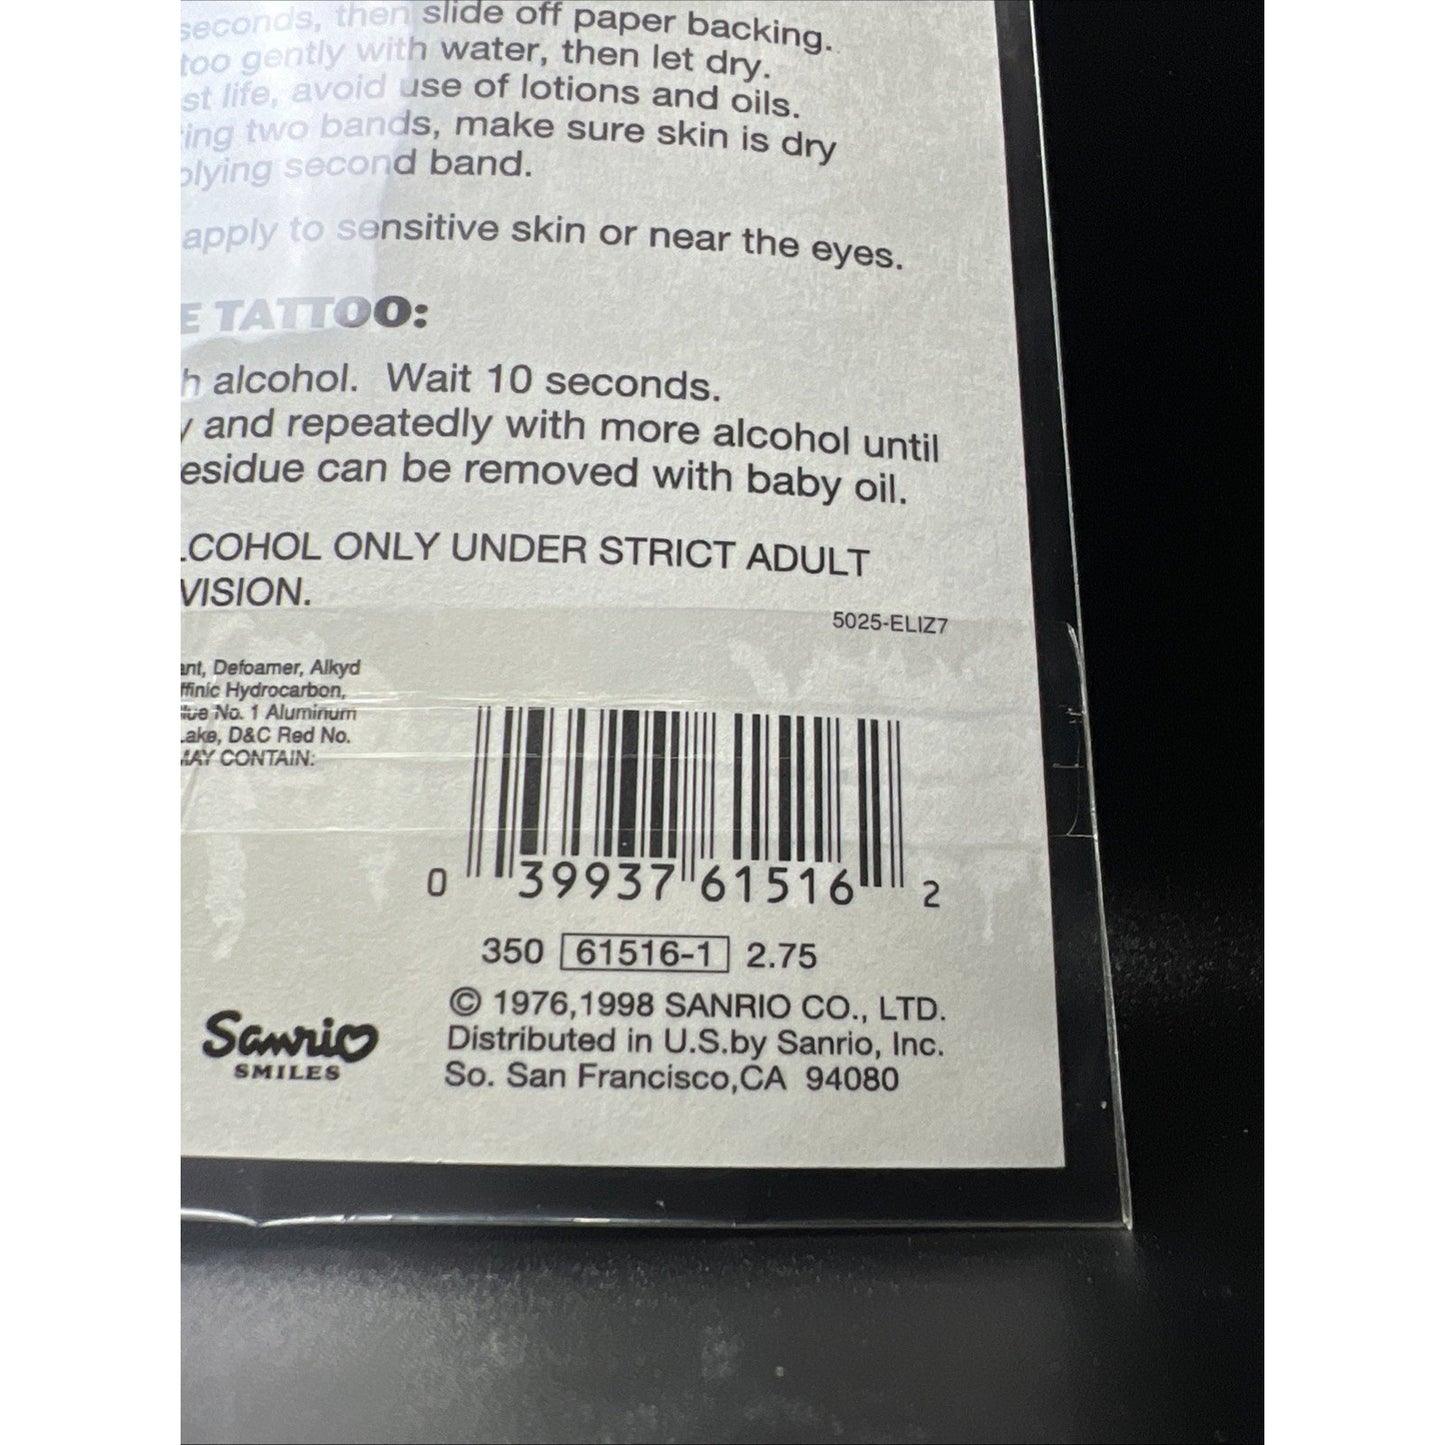 seconds, then slide off paper backing.
too gently with water, then let dry.
st life, avoid use of lotions and oils.
ing two bands, make sure skin is dry
plying second band.
apply to sensitive skin or near the eyes.
E TATTOO:
h alcohol. Wait 10 seconds.
y and repeatedly with more alcohol until
esidue can be removed with baby oil.
LCOHOL ONLY UNDER STRICT ADULT
VISION.
5025-ELIZ7
ant, Defoamer, Alkyd
ffinic Hydrocarbon,
lue No. 1 Aluminum
Lake, D&C Red No.
MAY CONTAIN:
0 39937 61516 2
350 61516-1 2.75
© 1976,1998 SANRIO CO., LTD.
Distributed in U.S.by Sanrio, Inc.
So. San Francisco,CA 94080
Sanrio
SMILES